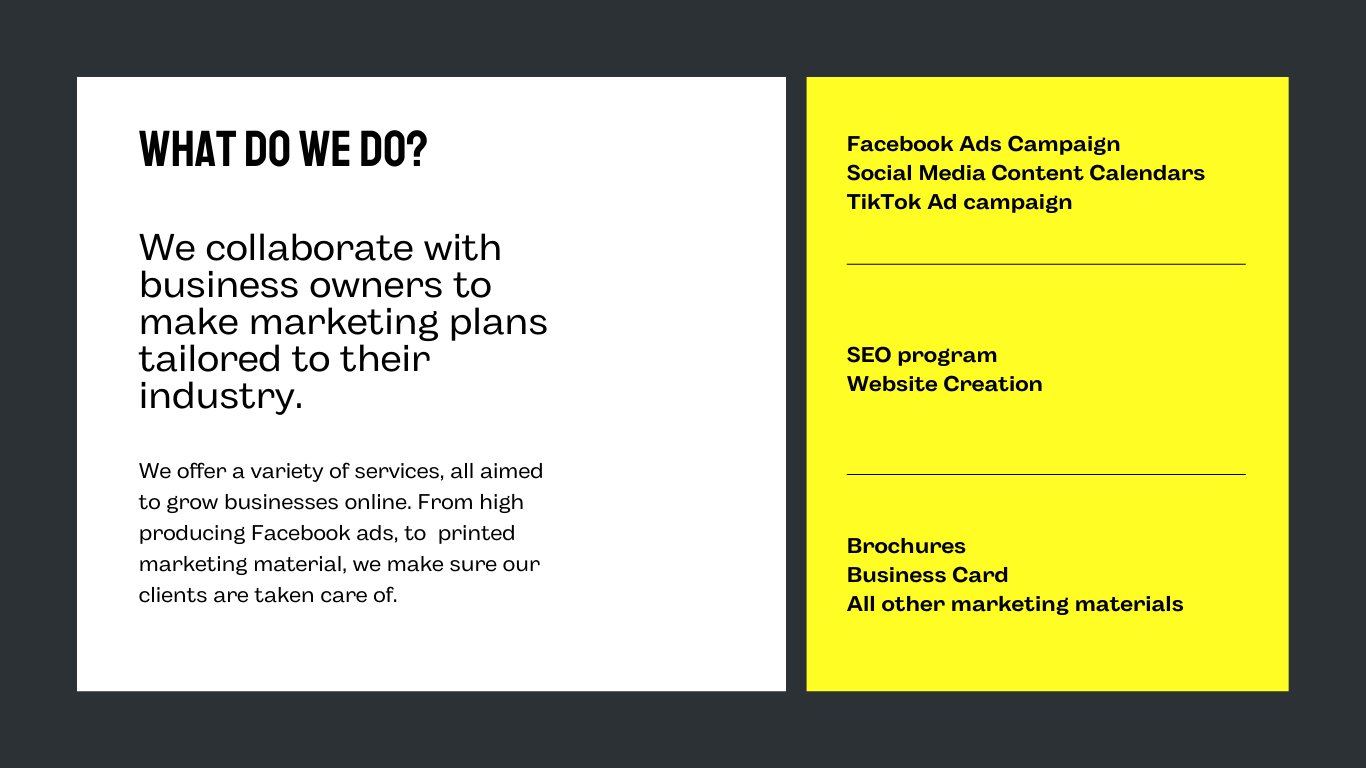 WHAT DO WE DO?
We collaborate with
business owners to
make marketing plans
tailored to their
industry.
We offer a variety of services, all aimed
to grow businesses online. From high
producing Facebook ads, to  printed
marketing material, we make sure our
clients are taken care of.
Facebook Ads Campaign
Social Media Content Calendars
TikTok Ad campaign
SEO program
Website Creation
Brochures
Business Card
All other marketing materials